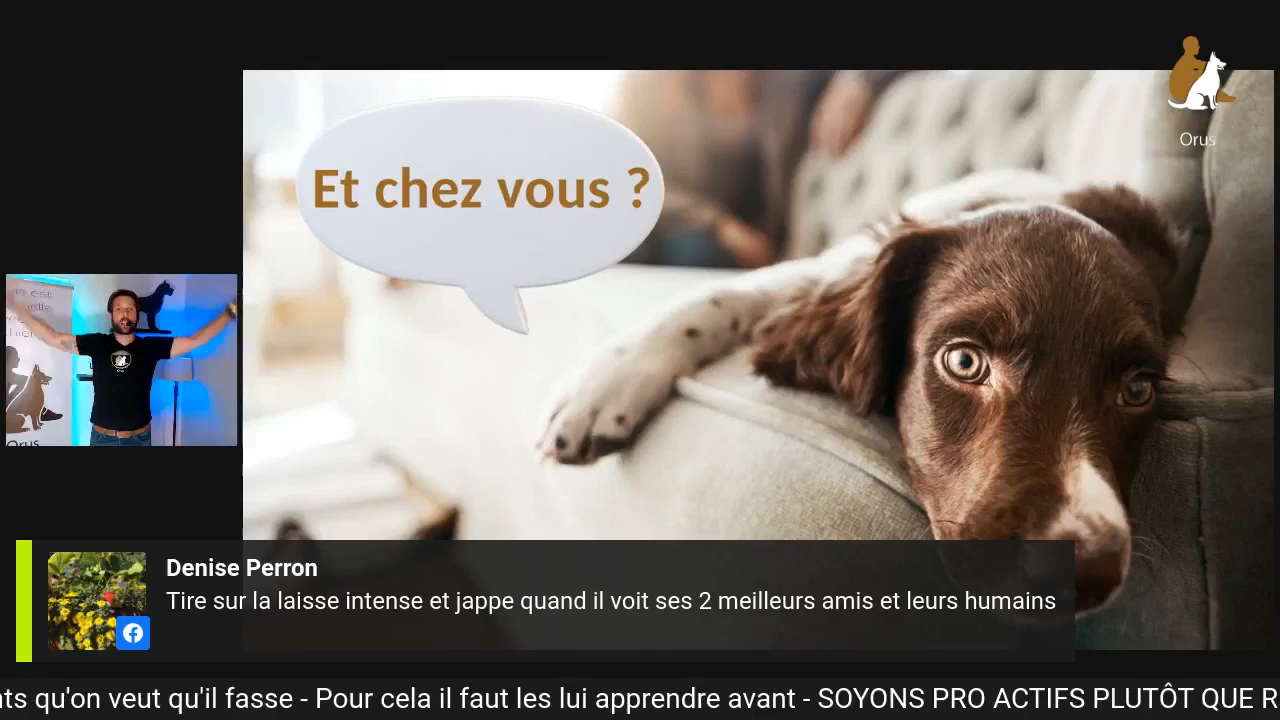 Orus
Et chez vous ?
Orus
Denise Perron
Tire sur la laisse intense et jappe quand il voit ses 2 meilleurs amis et leurs humains
nts qu'on veut qu'il fasse - Pour cela il faut les lui apprendre avant - SOYONS PRO ACTIFS PLUTÔT QUE R